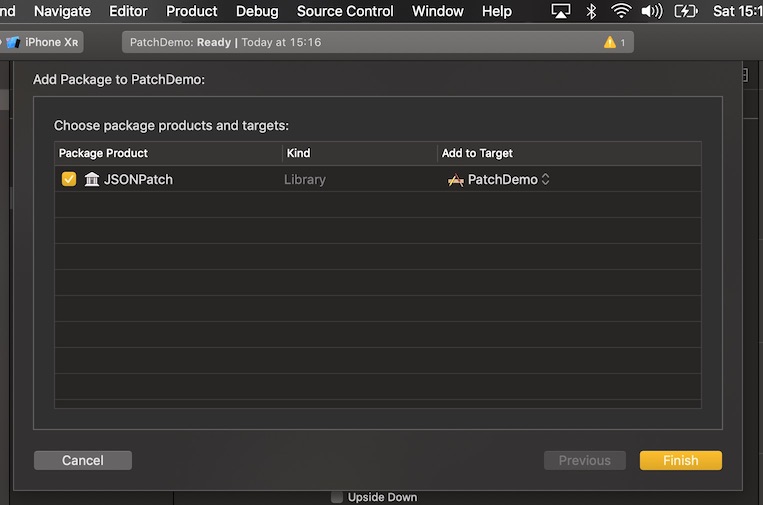 nd Navigate Editor Product Debug Source Control Window Help Sat 15:1
iPhone XR PatchDemo: Ready | Today at 15:16 1
Add Package to PatchDemo:
Choose package products and targets:
Package Product Kind Add to Target
JSONPatch Library PatchDemo
Cancel Previous Finish
Upside Down